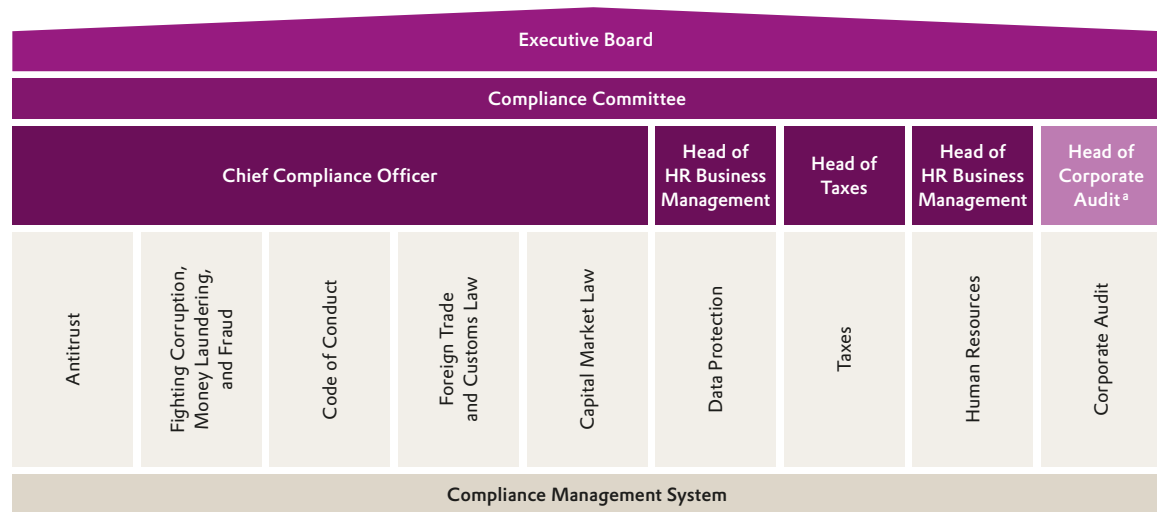 Executive Board
Compliance Committee
Chief Compliance Officer
Head of
HR Business
Management
Head of
Taxes
Head of
HR Business
Management
Head of
Corporate
Audit a
Antitrust
Fighting Corruption,
Money Laundering,
and Fraud
Code of Conduct
Foreign Trade
and Customs Law
Capital Market Law
Data Protection
Taxes
Human Resources
Corporate Audit
Compliance Management System